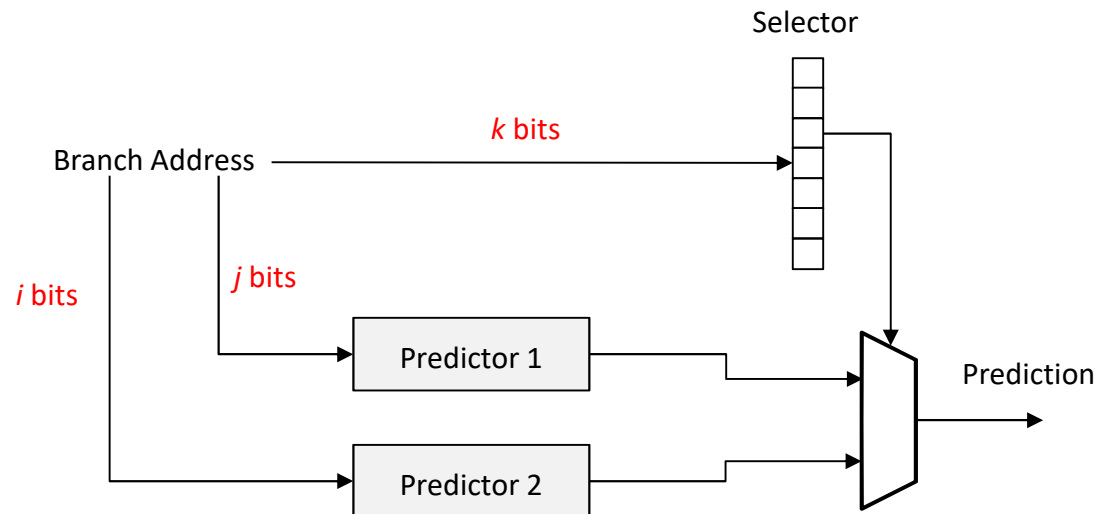 Selector
k bits
Branch Address
j bits
i bits
Predictor 1
Prediction
Predictor 2